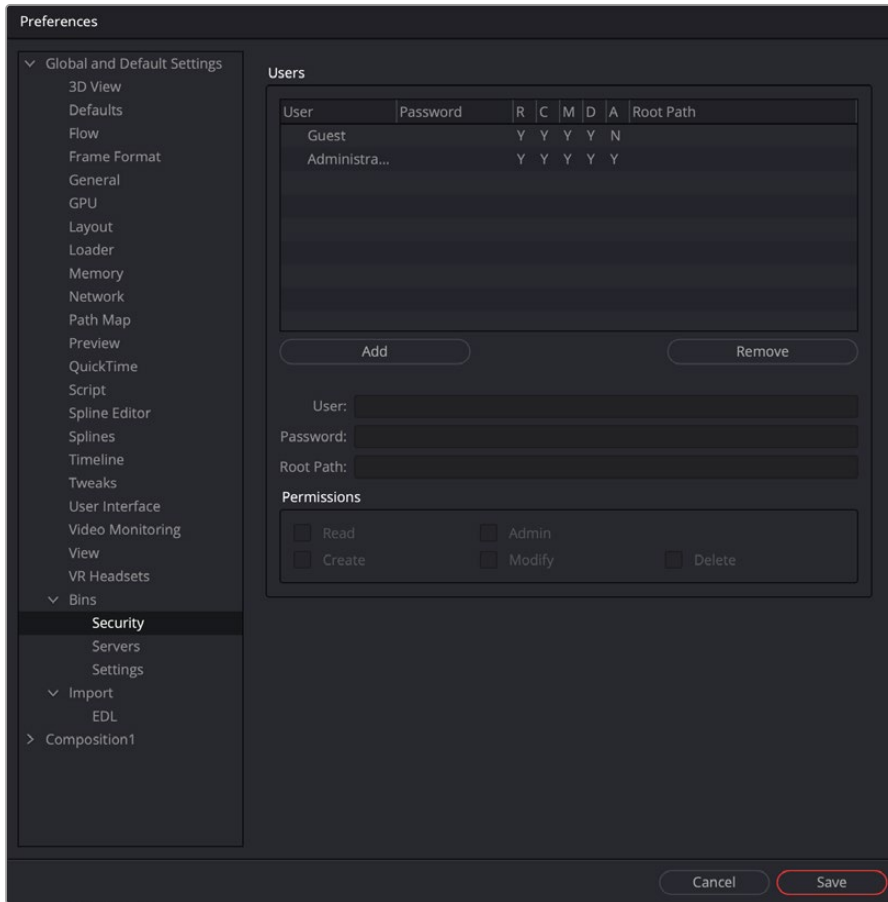 Preferences
Global and Default Settings
3D View
Defaults
Flow
Frame Format
General
GPU
Layout
Loader
Memory
Network
Path Map
Preview
QuickTime
Script
Spline Editor
Splines
Timeline
Tweaks
User Interface
Video Monitoring
View
VR Headsets
Bins
Security
Servers
Settings
Import
EDL
Composition1
Users
User Password R C M D A Root Path
Guest Y Y Y Y N
Administra... Y Y Y Y Y
Add Remove
User:
Password:
Root Path:
Permissions
Read Admin
Create Modify Delete
Cancel Save